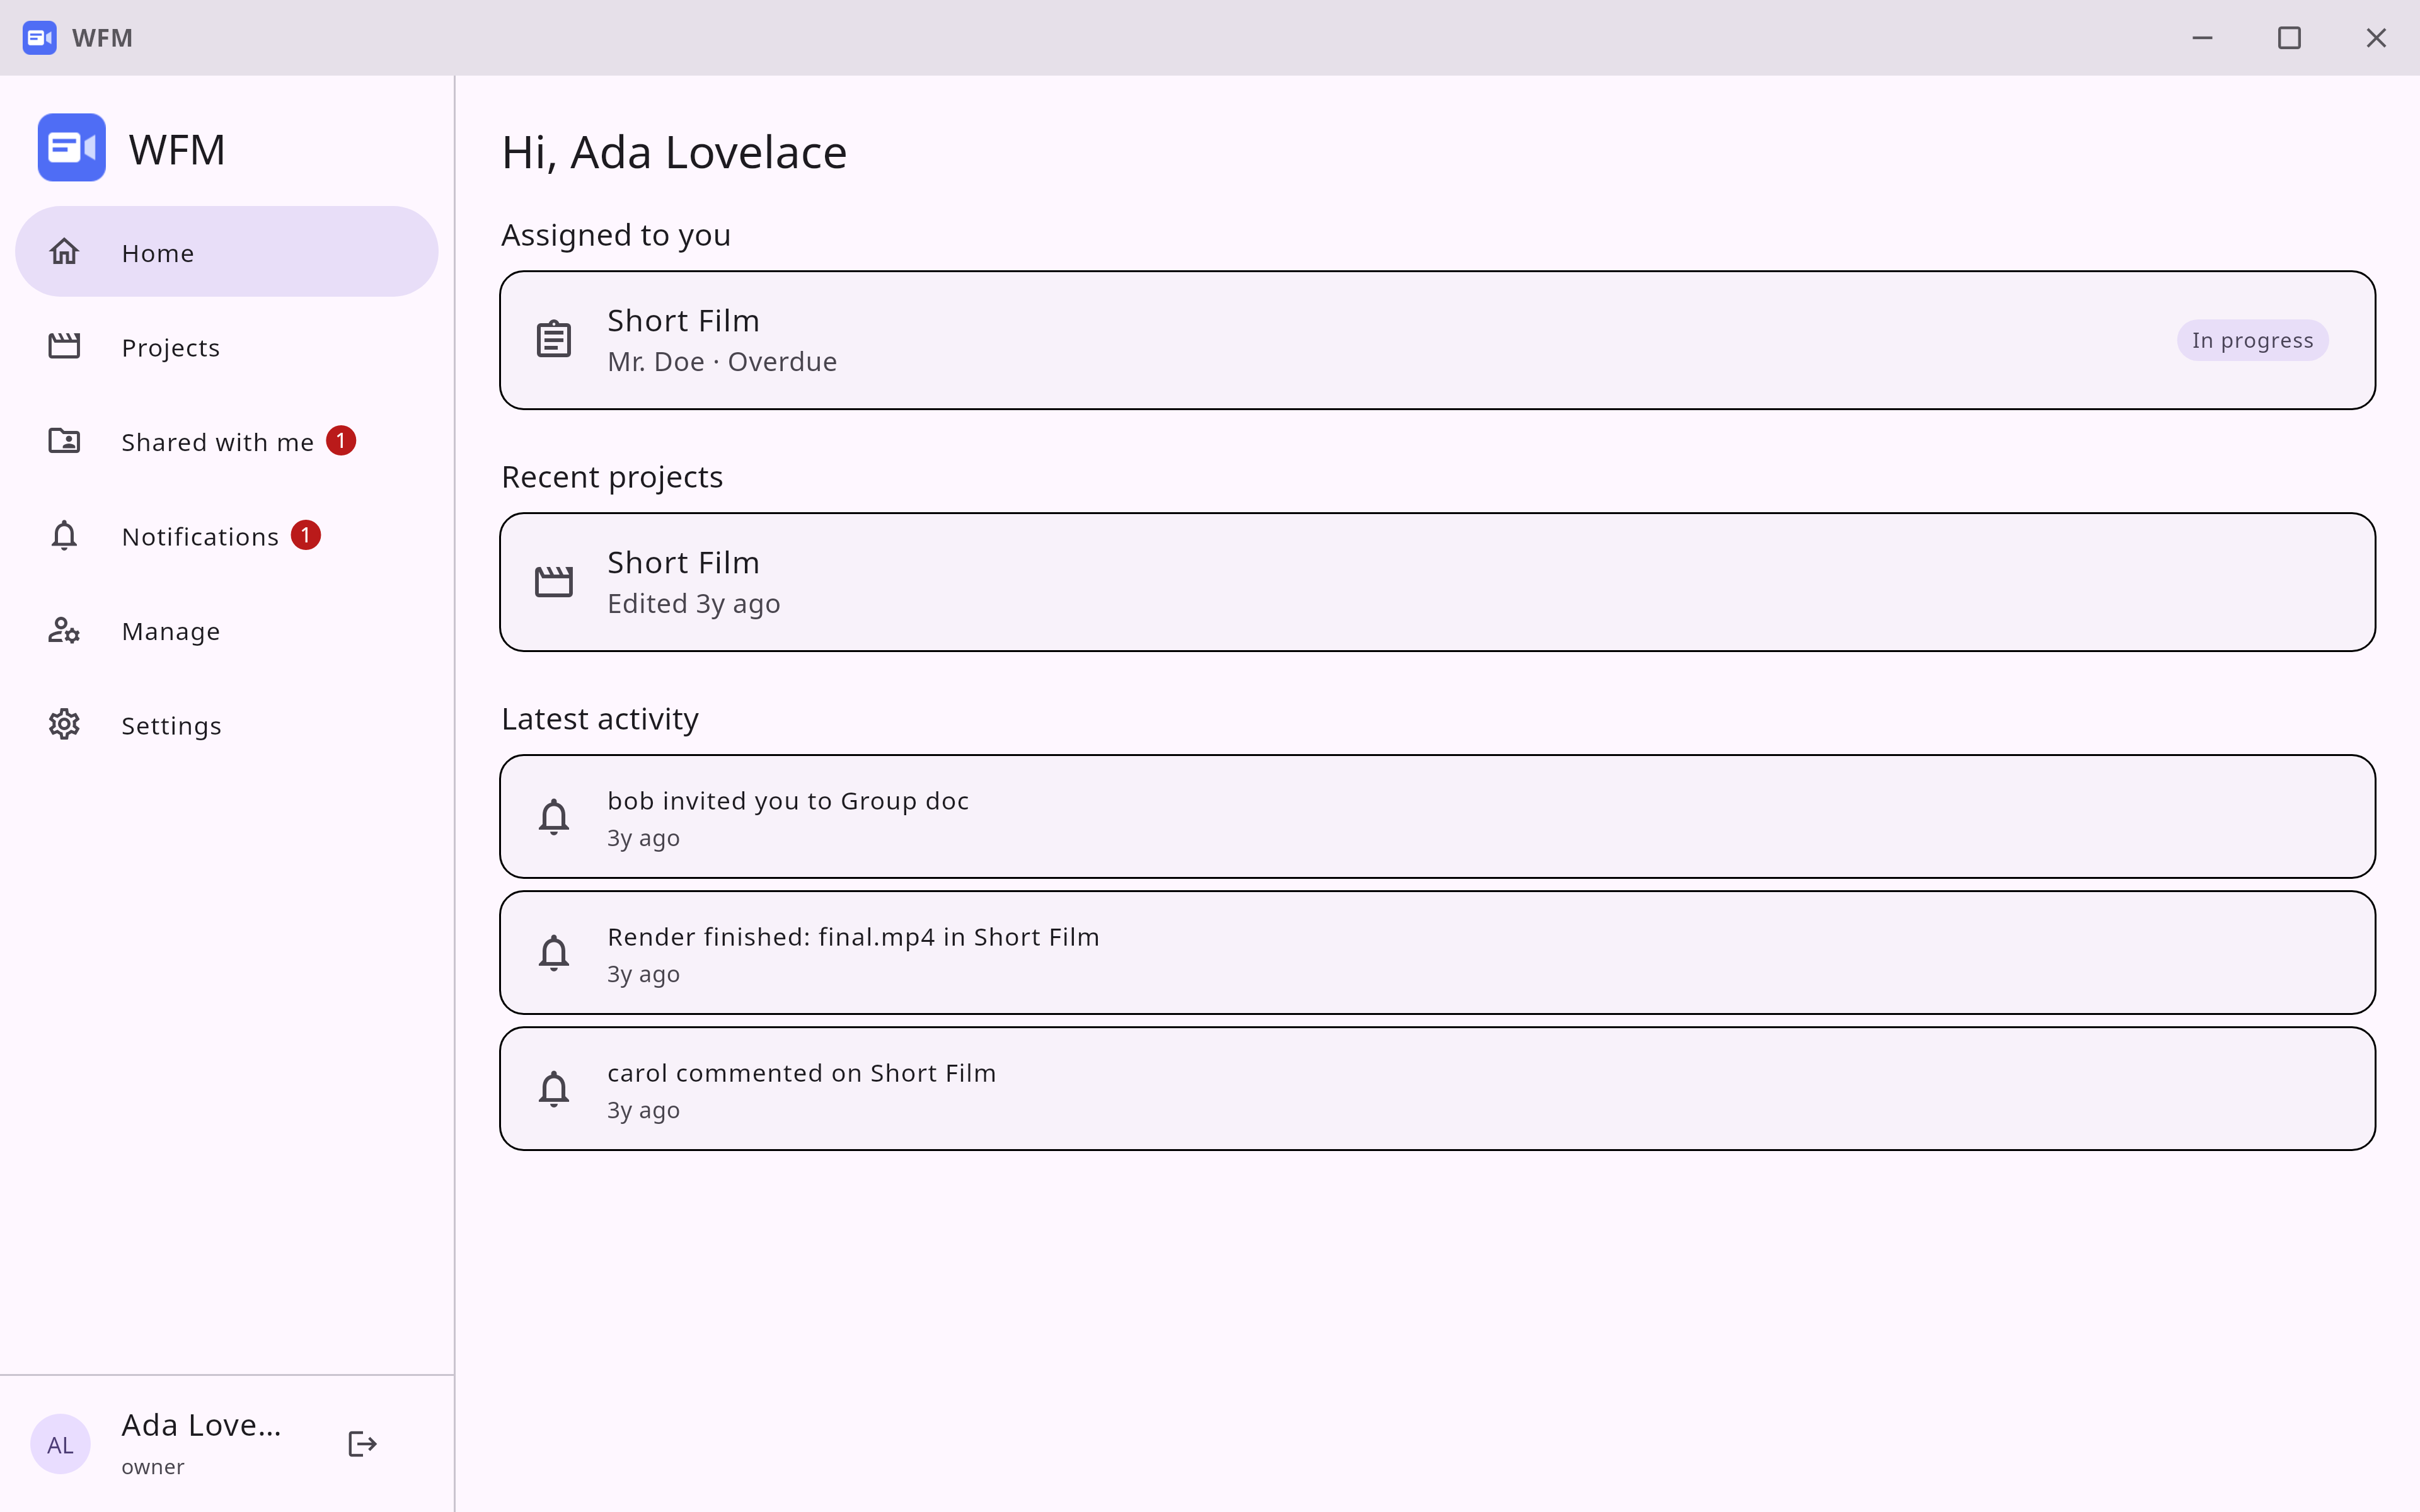 WFM
WFM
Home
Projects
Shared with me 1
Notifications 1
Manage
Settings
Ada Love...
AL
owner
Hi, Ada Lovelace
Assigned to you
Short Film
Mr. Doe · Overdue
In progress
Recent projects
Short Film
Edited 3y ago
Latest activity
bob invited you to Group doc
3y ago
Render finished: final.mp4 in Short Film
3y ago
carol commented on Short Film
3y ago